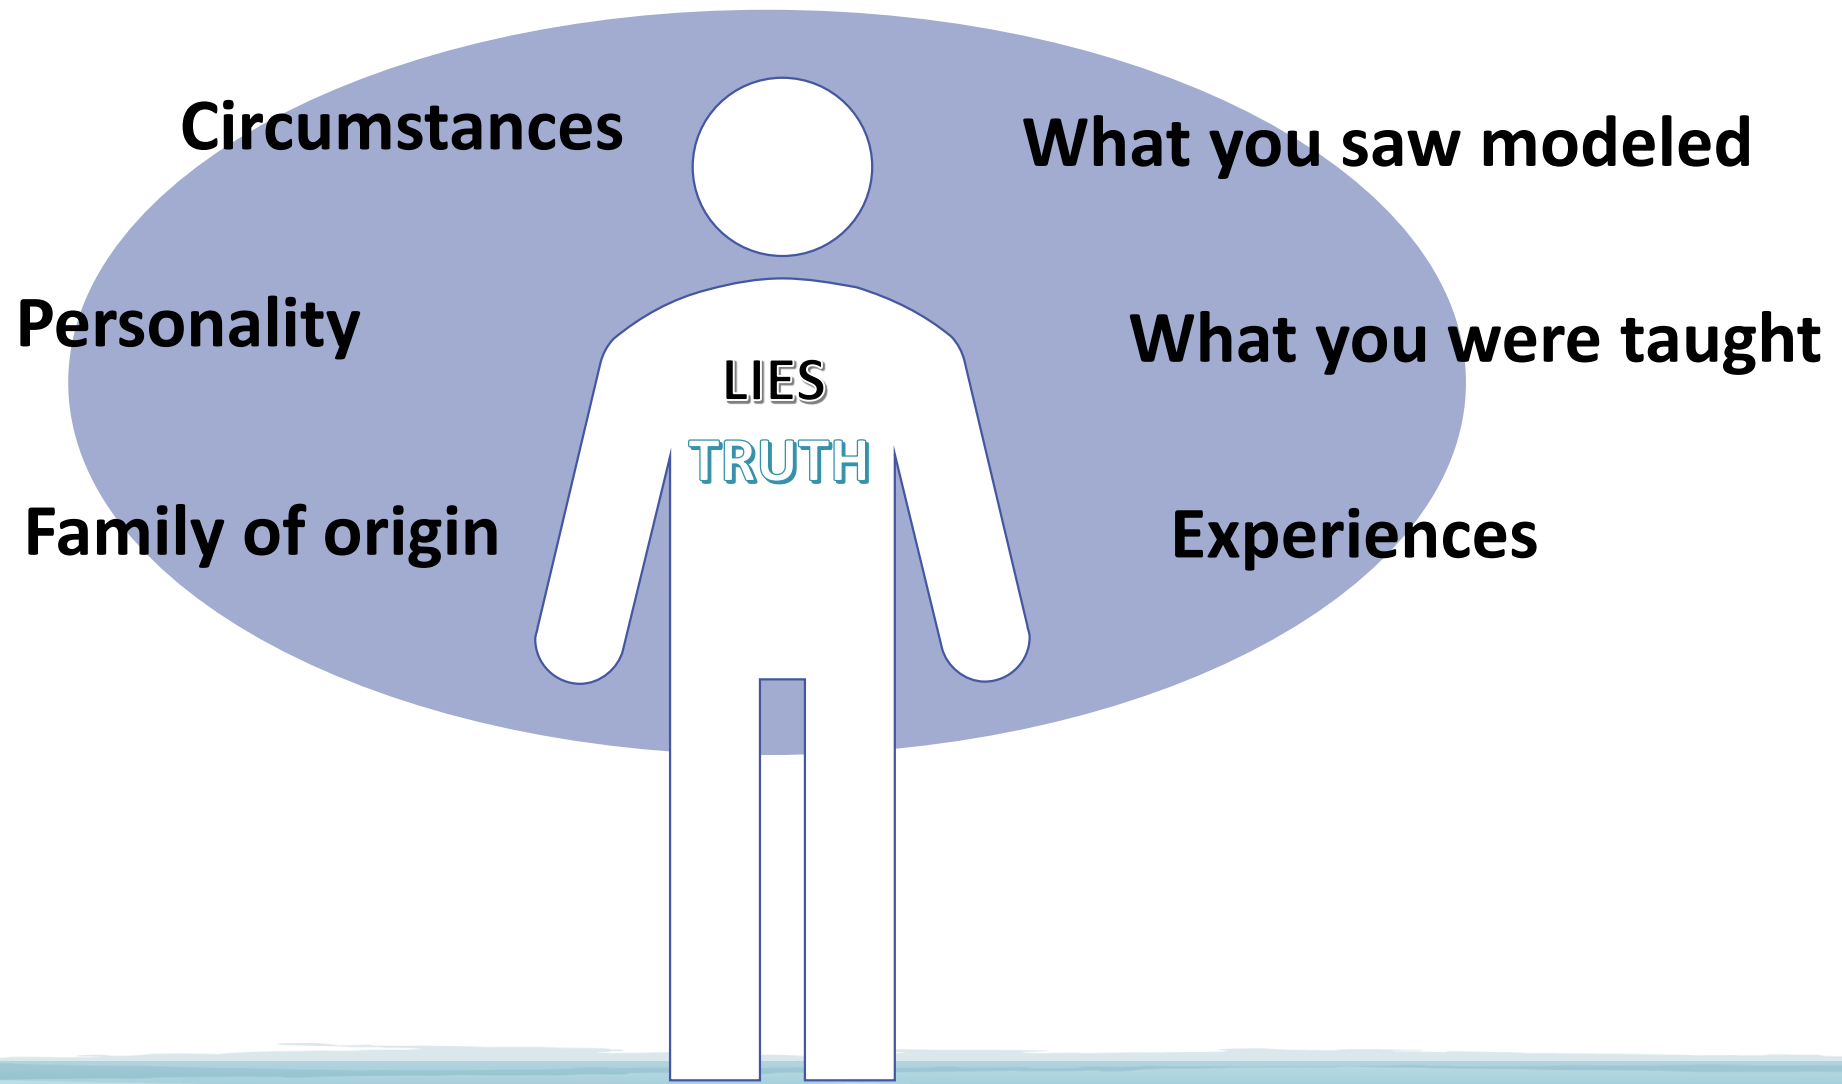 Circumstances
What you saw modeled
Personality
What you were taught
LIES
TRUTH
Family of origin
Experiences